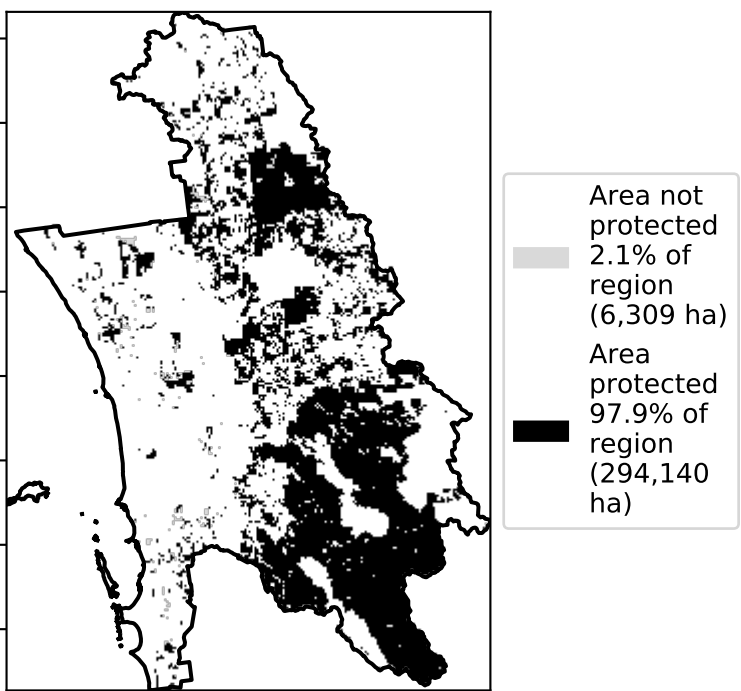 Area not
protected
2.1% of
region
(6,309 ha)
Area
protected
97.9% of
region
(294,140
ha)